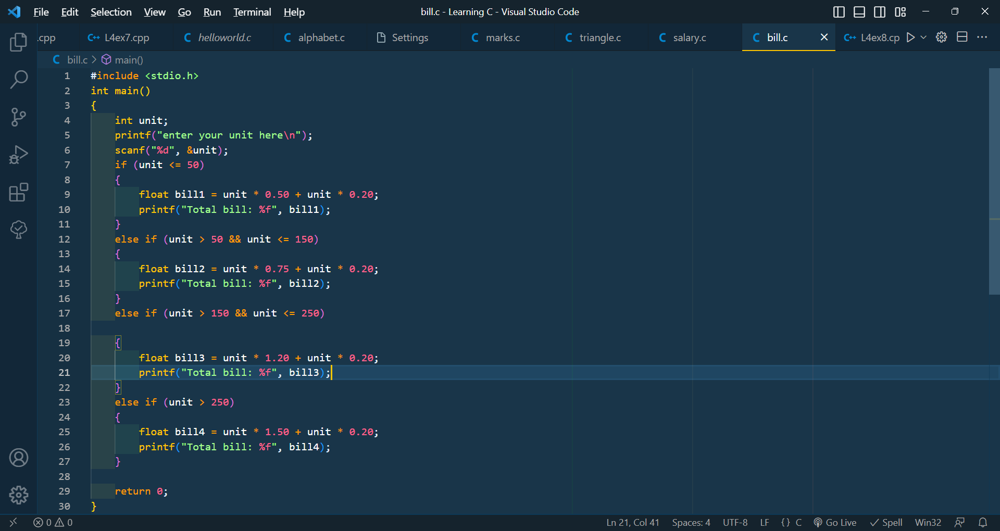 File Edit Selection View Go Run Terminal Help bill.c - Learning C - Visual Studio Code
.cpp C++ L4ex7.cpp C helloworld.c C alphabet.c Settings C marks.c C triangle.c C salary.c C bill.c C++ L4ex8.cp
C bill.c > main()
1 #include <stdio.h>
2 int main()
3 {
4     int unit;
5     printf("enter your unit here\n");
6     scanf("%d", &unit);
7     if (unit <= 50)
8     {
9         float bill1 = unit * 0.50 + unit * 0.20;
10         printf("Total bill: %f", bill1);
11     }
12     else if (unit > 50 && unit <= 150)
13     {
14         float bill2 = unit * 0.75 + unit * 0.20;
15         printf("Total bill: %f", bill2);
16     }
17     else if (unit > 150 && unit <= 250)
18
19     {
20         float bill3 = unit * 1.20 + unit * 0.20;
21         printf("Total bill: %f", bill3);
22     }
23     else if (unit > 250)
24     {
25         float bill4 = unit * 1.50 + unit * 0.20;
26         printf("Total bill: %f", bill4);
27     }
28
29     return 0;
30 }
0 0 Ln 21, Col 41 Spaces: 4 UTF-8 LF {} C Go Live Spell Win32